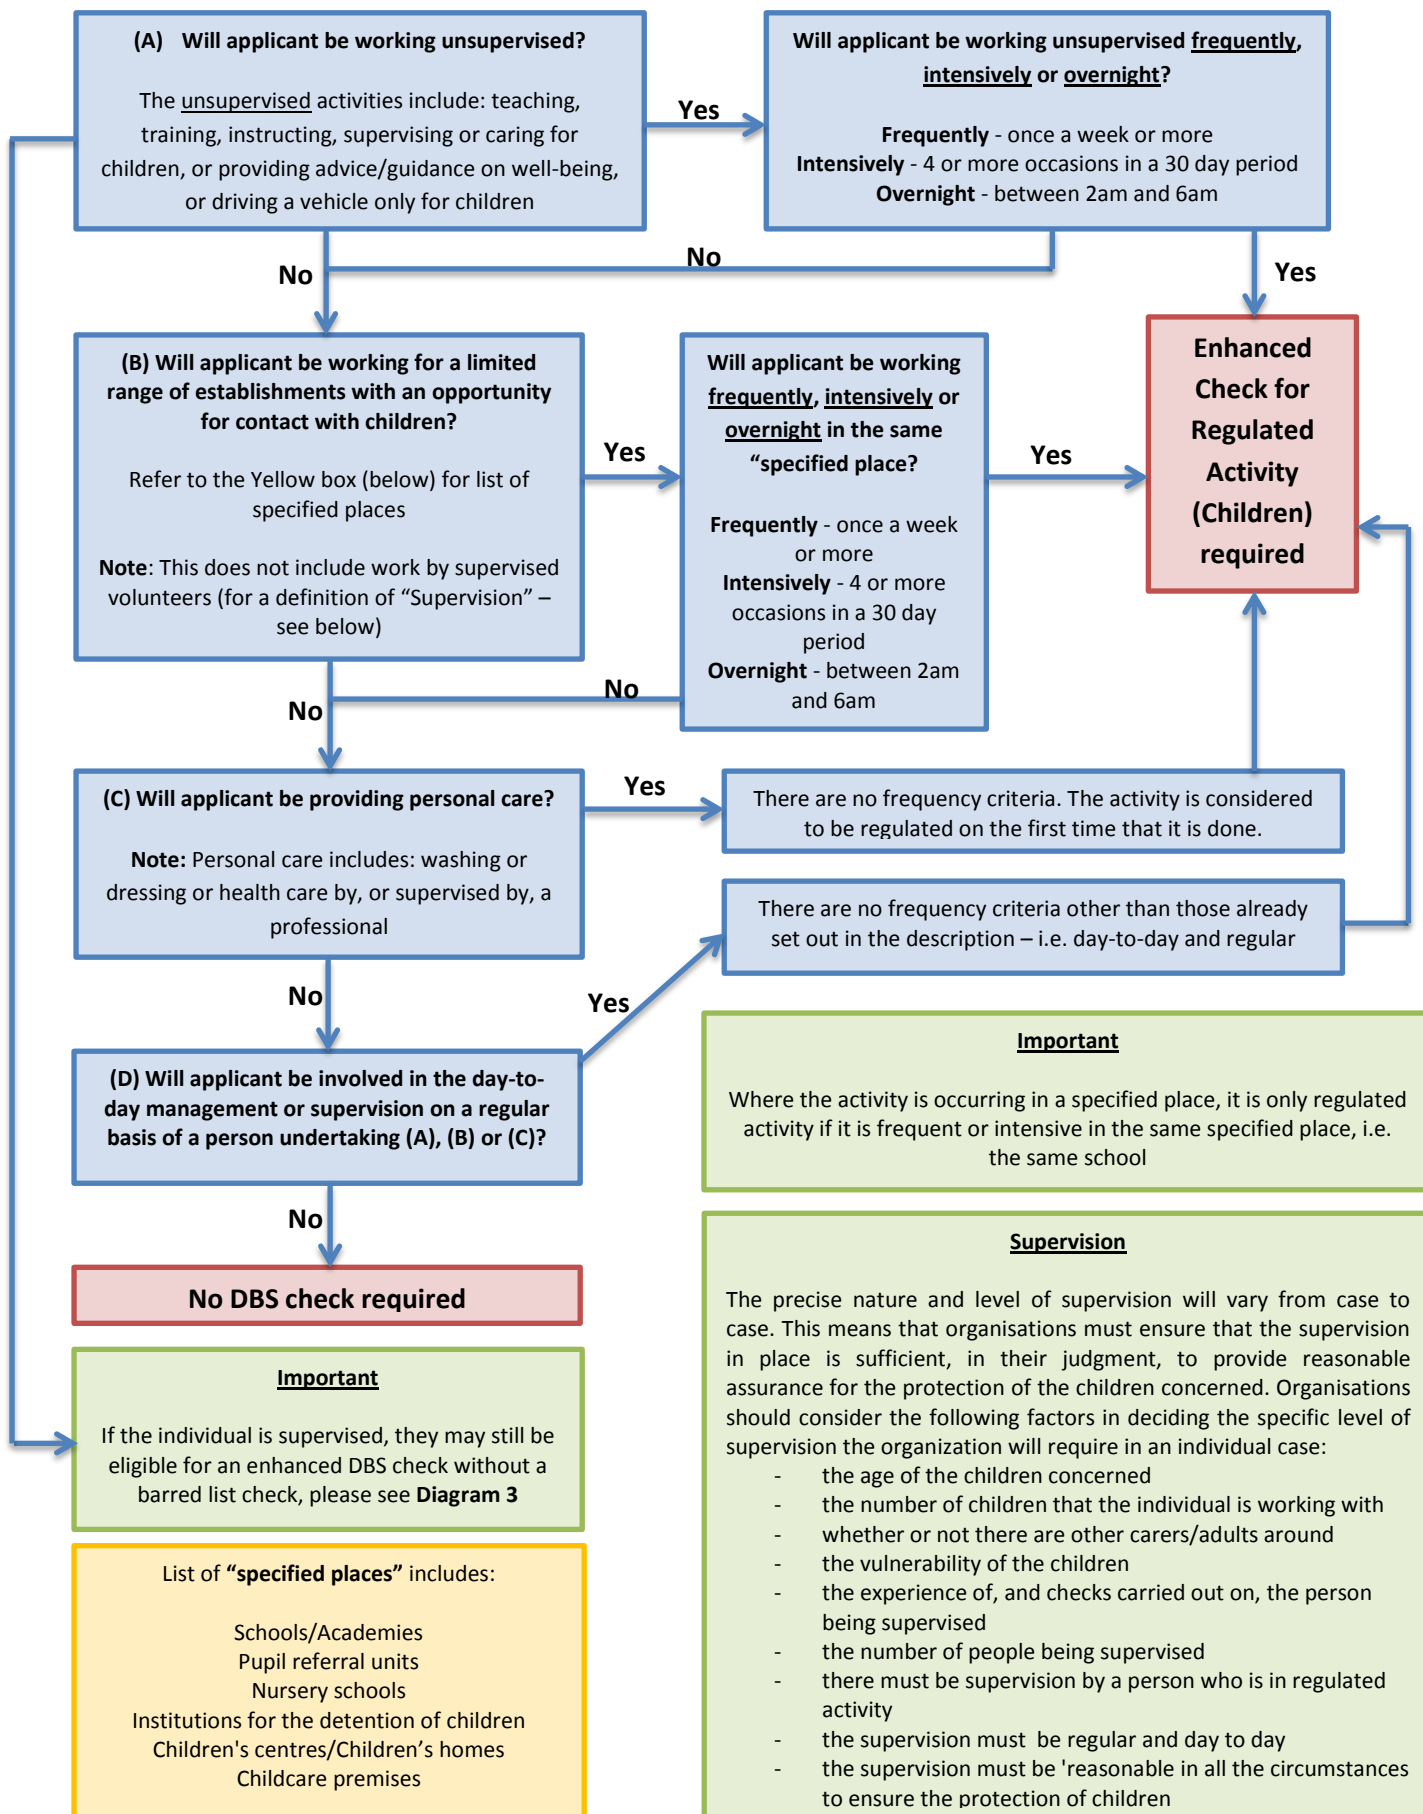 (A) Will applicant be working unsupervised?
The unsupervised activities include: teaching,
training, instructing, supervising or caring for
children, or providing advice/guidance on well-being,
or driving a vehicle only for children
Yes
Will applicant be working unsupervised frequently,
intensively or overnight?
Frequently - once a week or more
Intensively - 4 or more occasions in a 30 day period
Overnight - between 2am and 6am
No
No
Yes
(B) Will applicant be working for a limited
range of establishments with an opportunity
for contact with children?
Refer to the Yellow box (below) for list of
specified places
Note: This does not include work by supervised
volunteers (for a definition of “Supervision” –
see below)
Yes
Will applicant be working
frequently, intensively or
overnight in the same
“specified place?
Frequently - once a week
or more
Intensively - 4 or more
occasions in a 30 day
period
Overnight - between 2am
and 6am
Yes
Enhanced
Check for
Regulated
Activity
(Children)
required
No
No
(C) Will applicant be providing personal care?
Note: Personal care includes: washing or
dressing or health care by, or supervised by, a
professional
Yes
There are no frequency criteria. The activity is considered
to be regulated on the first time that it is done.
There are no frequency criteria other than those already
set out in the description – i.e. day-to-day and regular
No
Yes
(D) Will applicant be involved in the day-to-
day management or supervision on a regular
basis of a person undertaking (A), (B) or (C)?
No
No DBS check required
Important
If the individual is supervised, they may still be
eligible for an enhanced DBS check without a
barred list check, please see Diagram 3
List of “specified places” includes:
Schools/Academies
Pupil referral units
Nursery schools
Institutions for the detention of children
Children's centres/Children’s homes
Childcare premises
Important
Where the activity is occurring in a specified place, it is only regulated
activity if it is frequent or intensive in the same specified place, i.e.
the same school
Supervision
The precise nature and level of supervision will vary from case to
case. This means that organisations must ensure that the supervision
in place is sufficient, in their judgment, to provide reasonable
assurance for the protection of the children concerned. Organisations
should consider the following factors in deciding the specific level of
supervision the organization will require in an individual case:
- the age of the children concerned
- the number of children that the individual is working with
- whether or not there are other carers/adults around
- the vulnerability of the children
- the experience of, and checks carried out on, the person
being supervised
- the number of people being supervised
- there must be supervision by a person who is in regulated
activity
- the supervision must be regular and day to day
- the supervision must be 'reasonable in all the circumstances
to ensure the protection of children